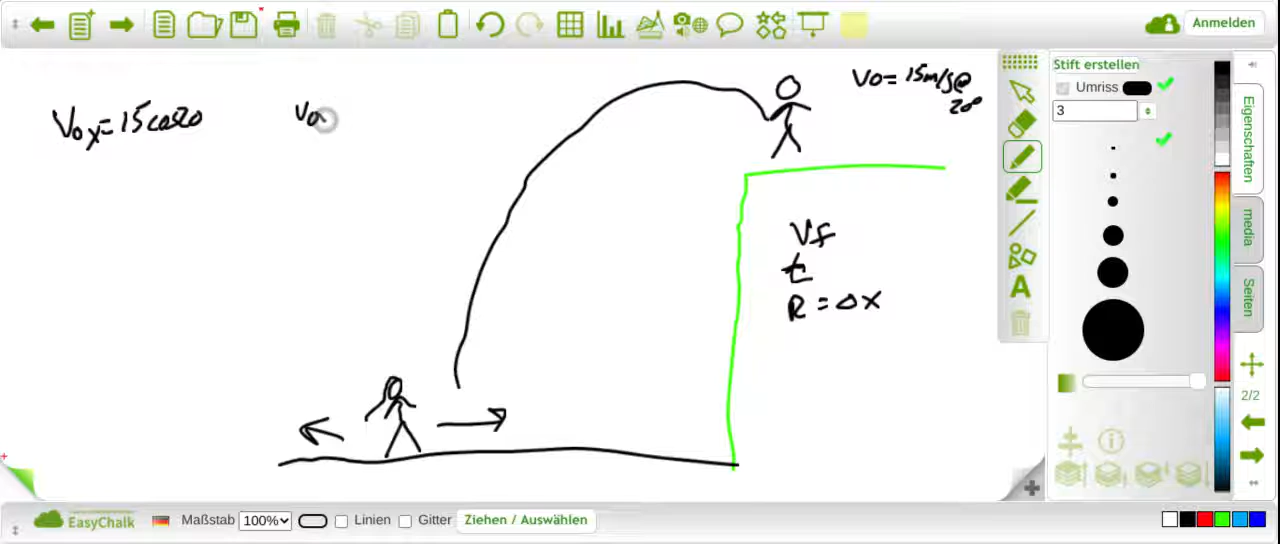 Anmelden
Stift erstellen
Umriss
3
Eigenschaften
media
Seiten
2/2
Vo = 15m/s@
20°
Vox = 15cos20
Vo
Vf
t
R = ΔX
EasyChalk
Maßstab 100% Linien Gitter Ziehen / Auswählen